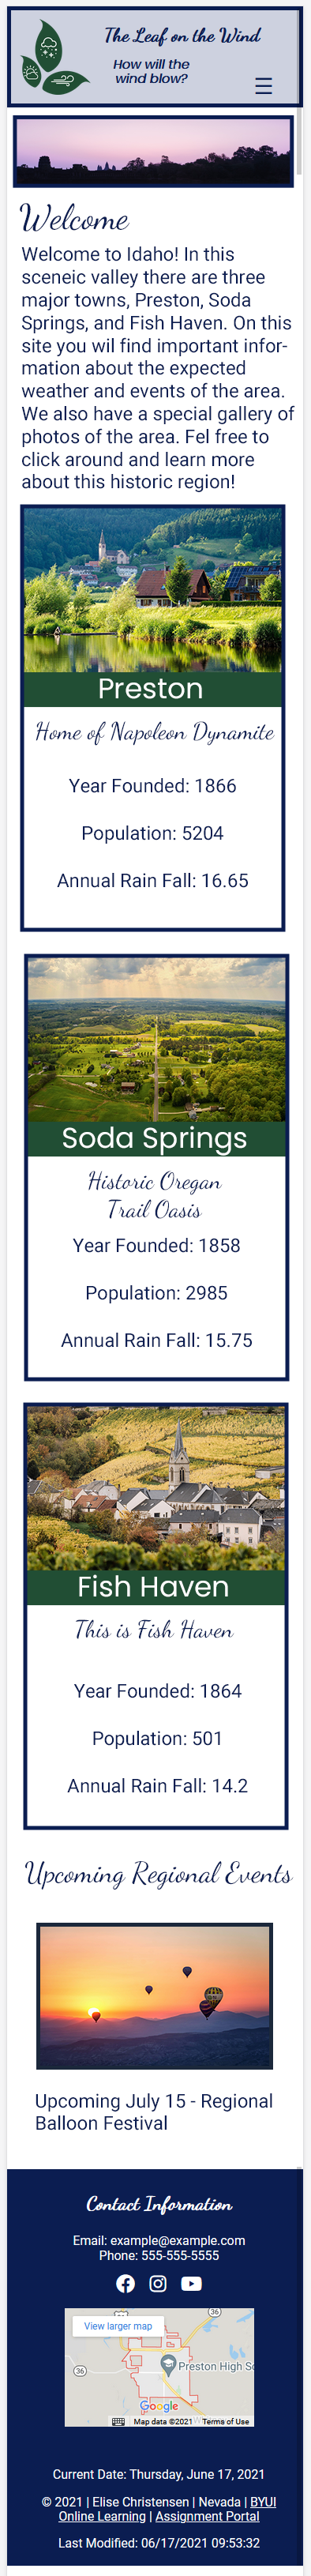 The Leaf on the Wind
How will the
wind blow?
Welcome
Welcome to Idaho! In this
sceneic valley there are three
major towns, Preston, Soda
Springs, and Fish Haven. On this
site you wil find important infor-
mation about the expected
weather and events of the area.
We also have a special gallery of
photos of the area. Fel free to
click around and learn more
about this historic region!
Preston
Home of Napoleon Dynamite
Year Founded: 1866
Population: 5204
Annual Rain Fall: 16.65
Soda Springs
Historic Oregan
Trail Oasis
Year Founded: 1858
Population: 2985
Annual Rain Fall: 15.75
Fish Haven
This is Fish Haven
Year Founded: 1864
Population: 501
Annual Rain Fall: 14.2
Upcoming Regional Events
Upcoming July 15 - Regional
Balloon Festival
Contact Information
Email: example@example.com
Phone: 555-555-5555
36
View larger map
36
Preston High Sc
Google
Map data ©2021
Terms of Use
Current Date: Thursday, June 17, 2021
© 2021 | Elise Christensen | Nevada | BYUI
Online Learning | Assignment Portal
Last Modified: 06/17/2021 09:53:32